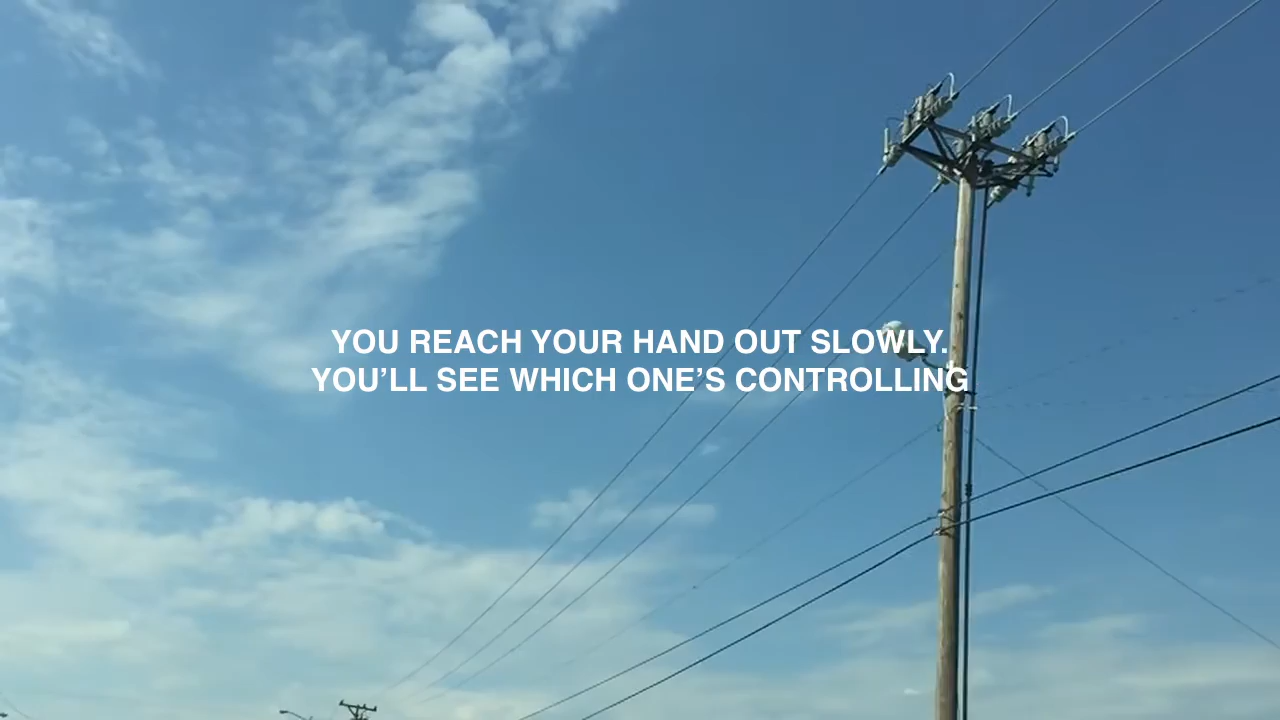 YOU REACH YOUR HAND OUT SLOWLY.
YOU’LL SEE WHICH ONE’S CONTROLLING